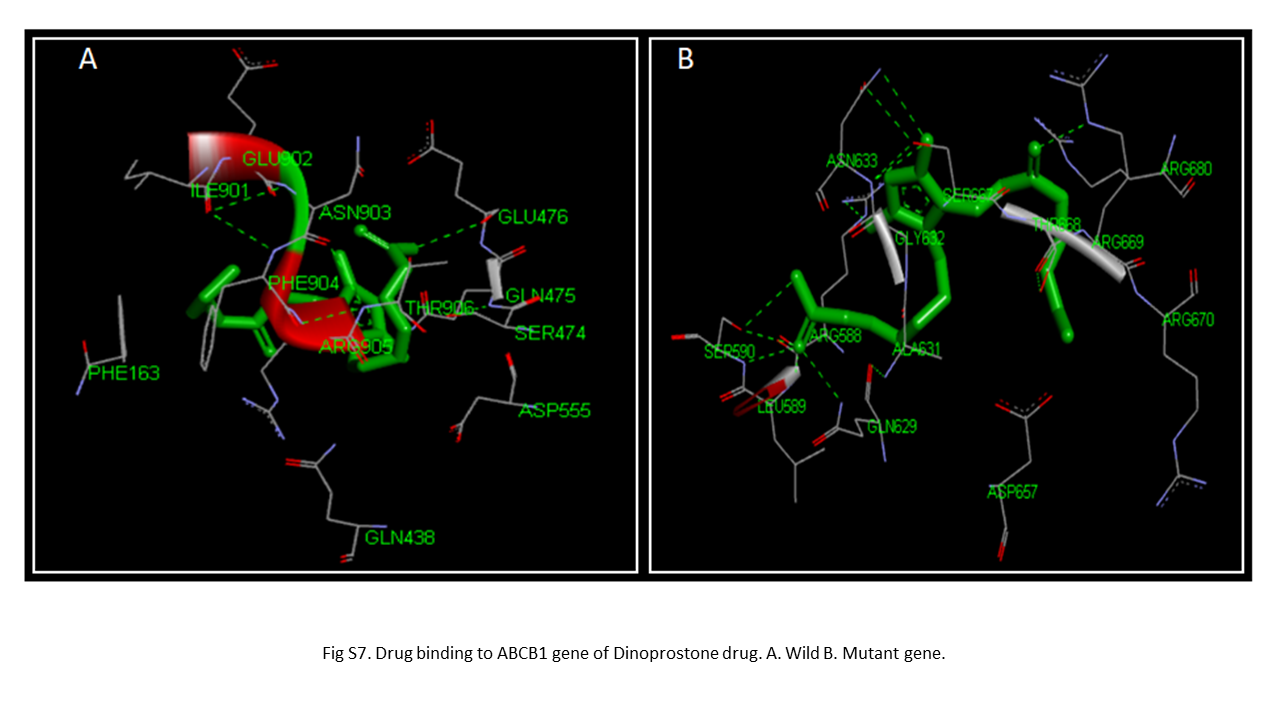 A
GLU902
ILE901
ASN903
GLU476
PHE904
GLN475
THR906
SER474
ARG905
PHE163
ASP555
GLN438
B
ASN633
ARG680
SER667
GLY632
THR668
ARG669
ARG670
ARG588
ALA631
SER590
LEU589
GLN629
ASP657
Fig S7. Drug binding to ABCB1 gene of Dinoprostone drug. A. Wild B. Mutant gene.